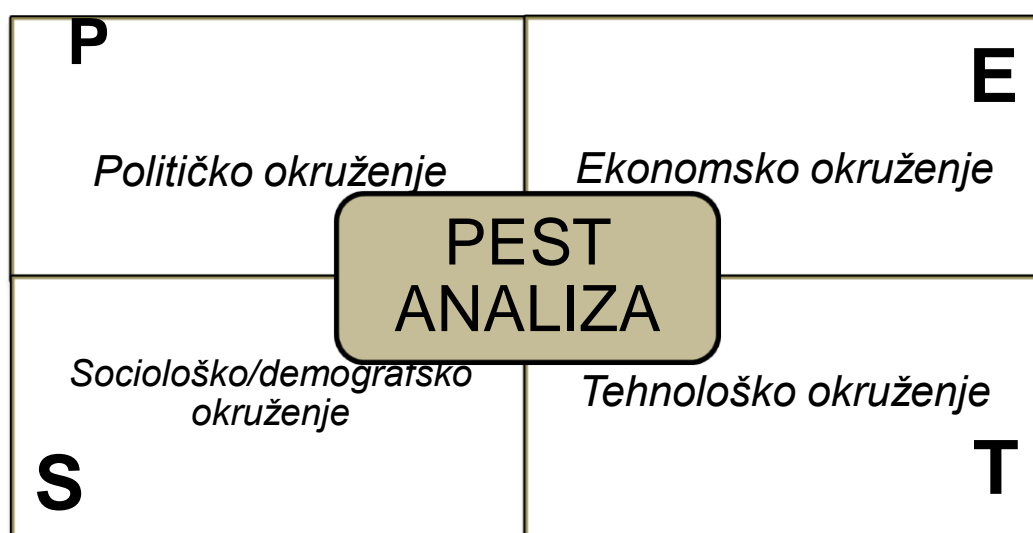 P
E
Političko okruženje
Ekonomsko okruženje
PEST
ANALIZA
Sociološko/demografsko
okruženje
Tehnološko okruženje
S
T